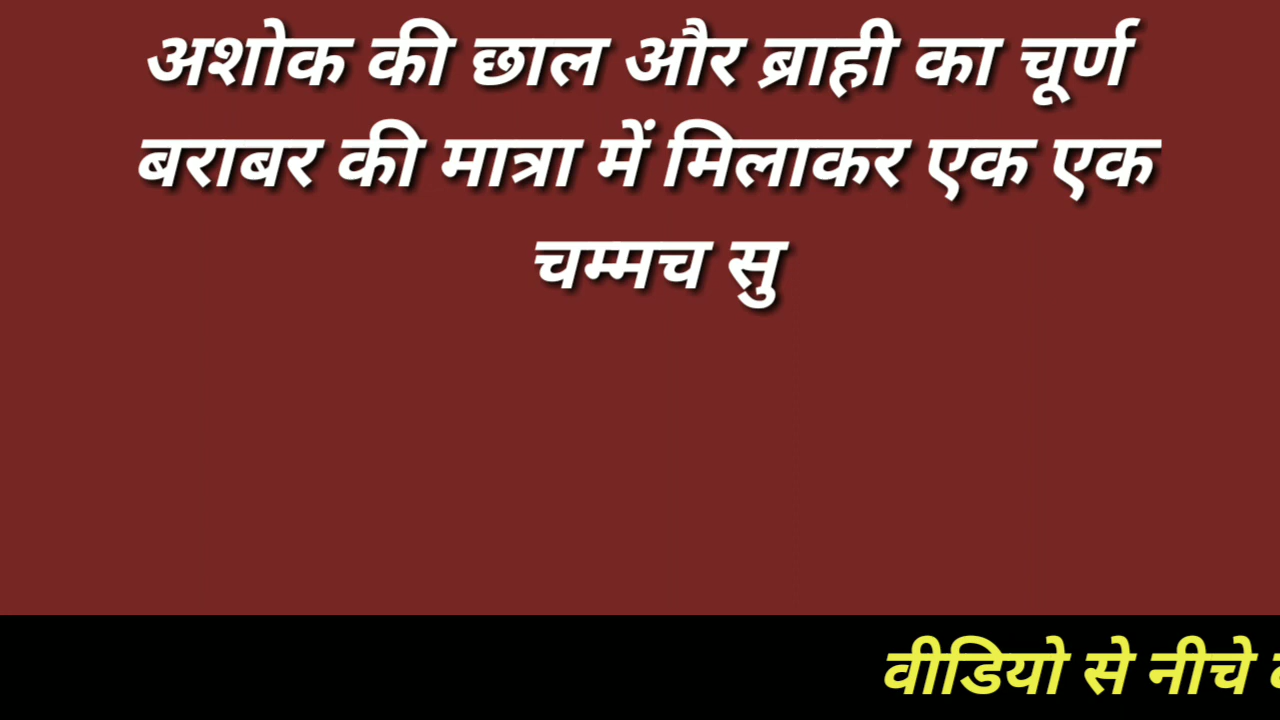 अशोक की छाल और ब्राही का चूर्ण
बराबर की मात्रा में मिलाकर एक एक
चम्मच सु
वीडियो से नीचे